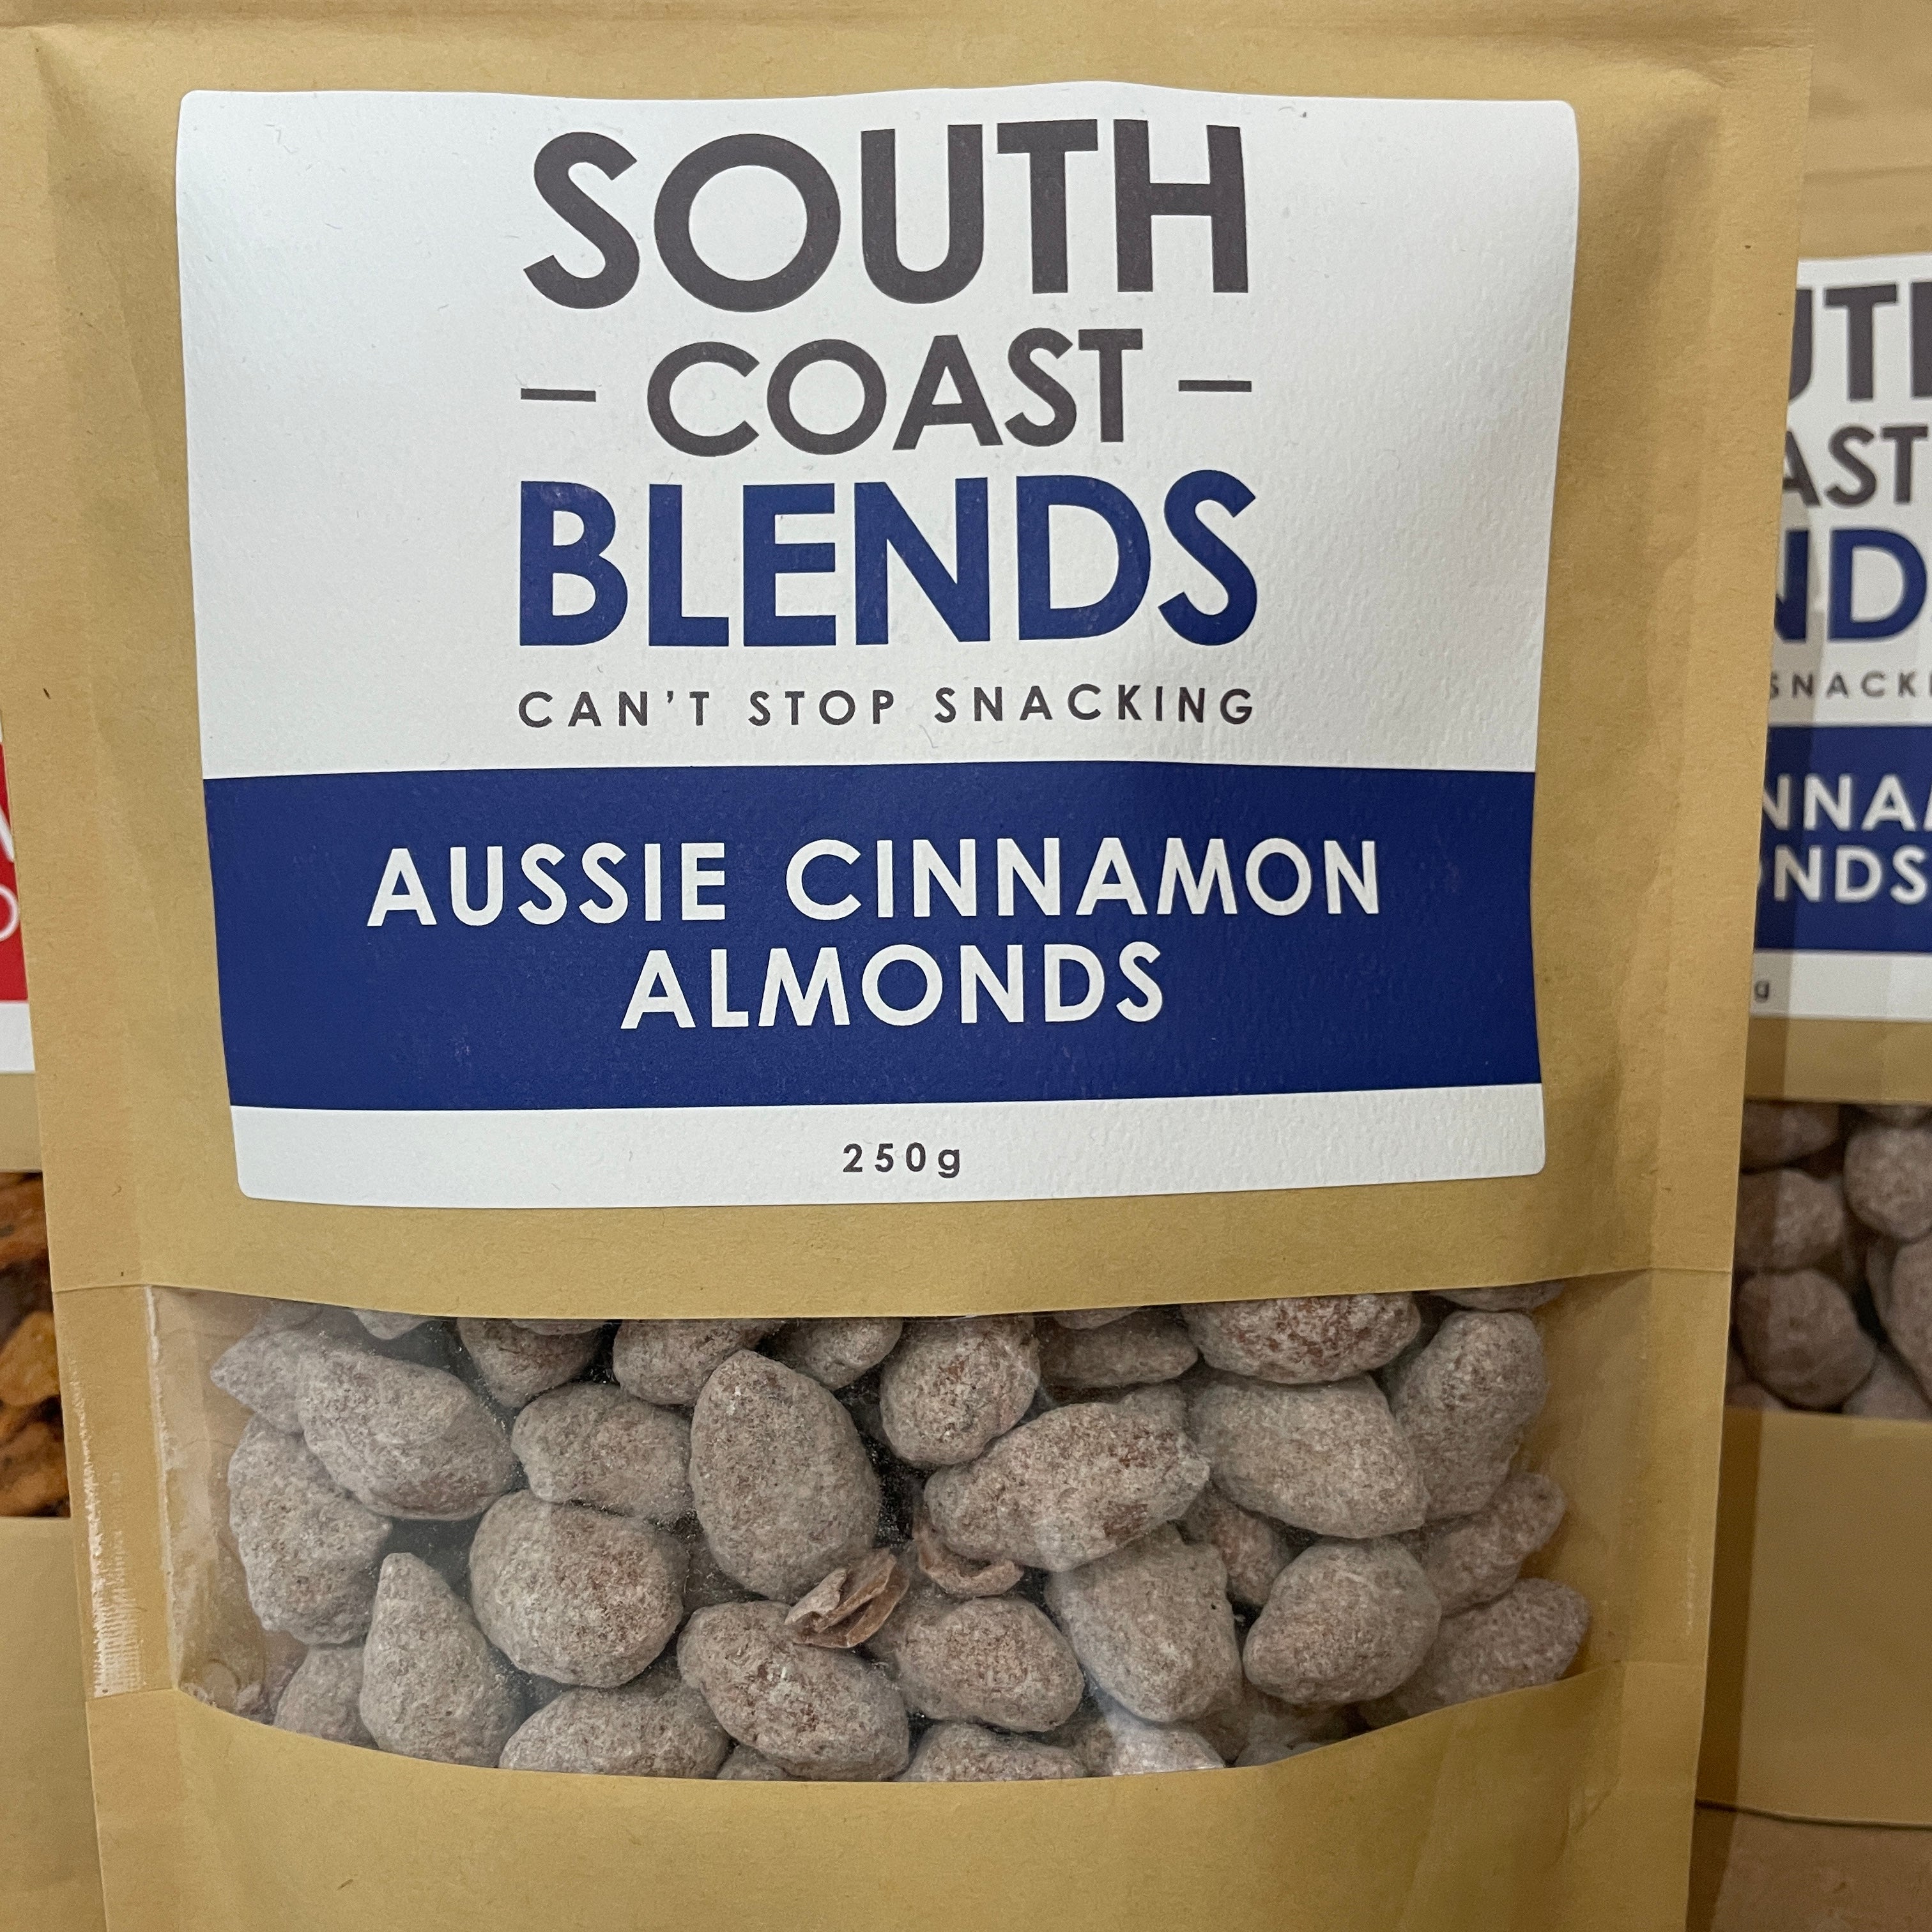 SOUTH
– COAST –
BLENDS
CAN'T STOP SNACKING
AUSSIE CINNAMON
ALMONDS
250g